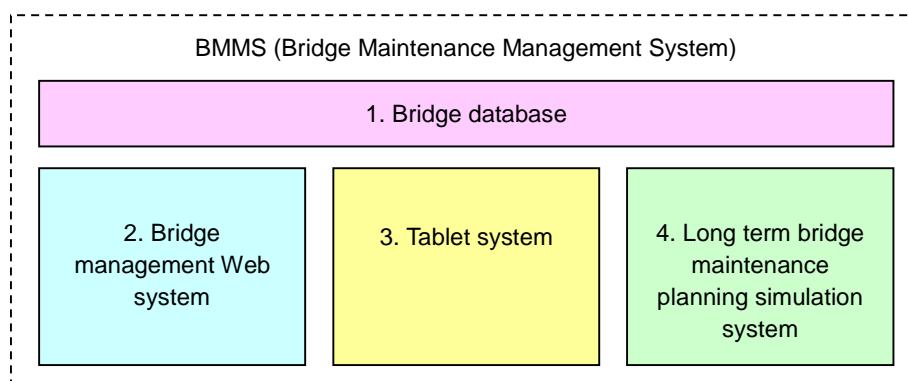 BMMS (Bridge Maintenance Management System)
1. Bridge database
2. Bridge
management Web
system
3. Tablet system
4. Long term bridge
maintenance
planning simulation
system